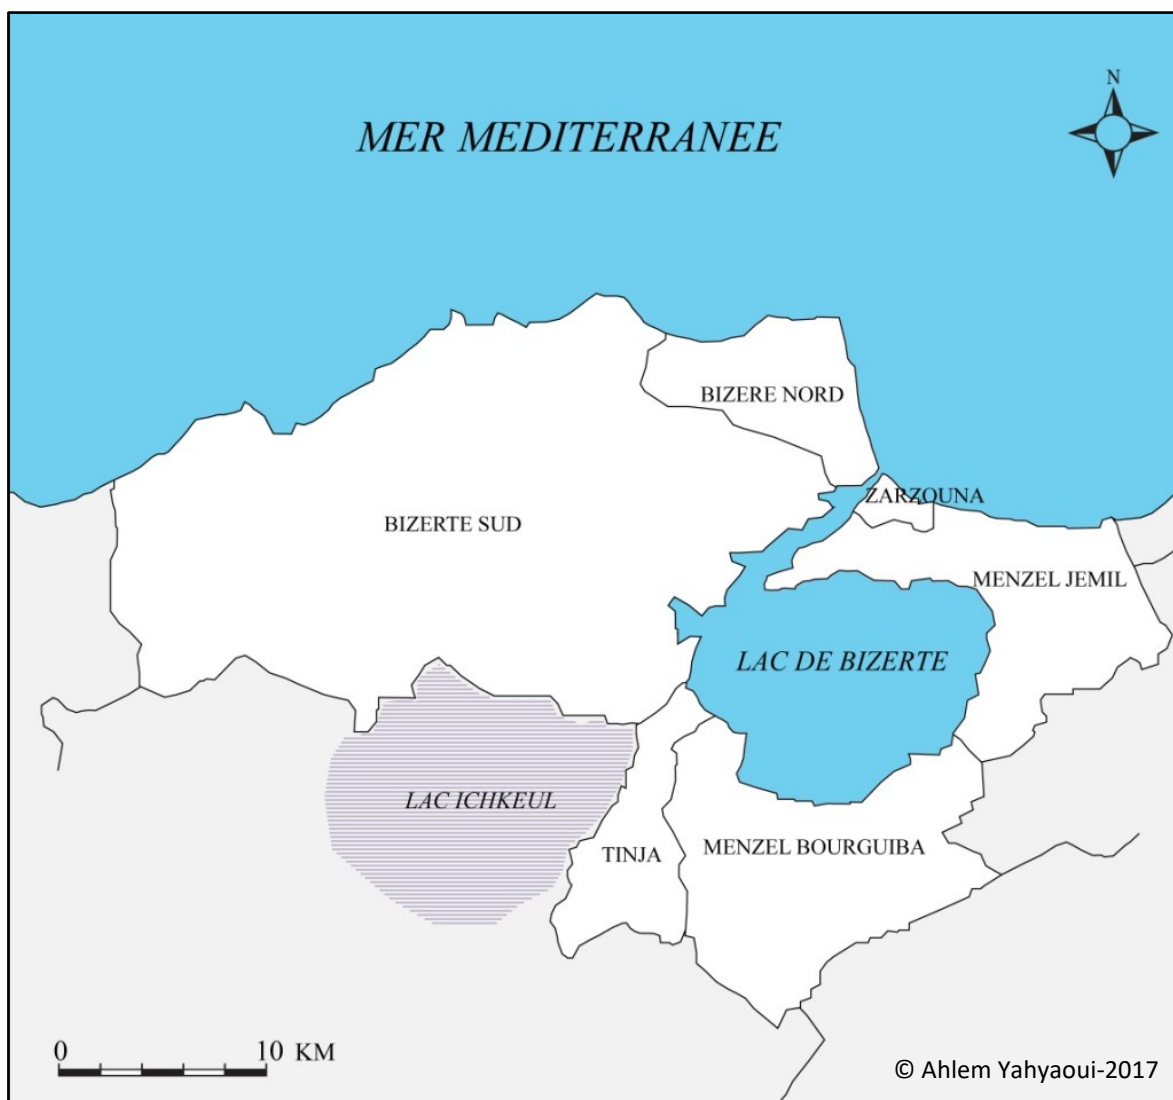 N
MER MEDITERRANEE
BIZERE NORD
ZARZOUNA
BIZERTE SUD
MENZEL JEMIL
LAC DE BIZERTE
LAC ICHKEUL
TINJA
MENZEL BOURGUIBA
0 10 KM
© Ahlem Yahyaoui-2017